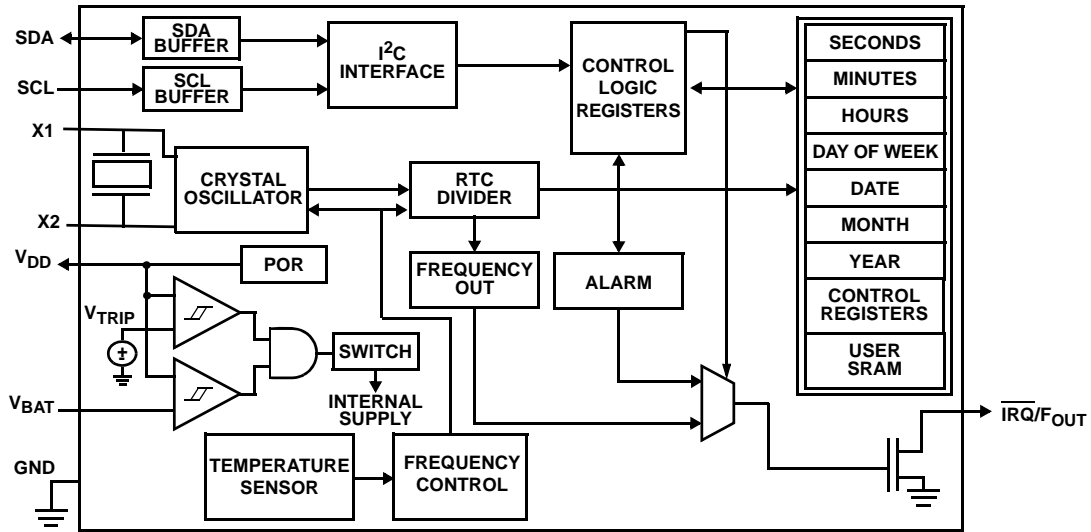 SDA
SDA
BUFFER
SCL
SCL
BUFFER
I²C
INTERFACE
CONTROL
LOGIC
REGISTERS
SECONDS
MINUTES
HOURS
DAY OF WEEK
DATE
MONTH
YEAR
CONTROL
REGISTERS
USER
SRAM
X1
X2
CRYSTAL
OSCILLATOR
RTC
DIVIDER
FREQUENCY
OUT
ALARM
VDD
POR
VTRIP
SWITCH
INTERNAL
SUPPLY
VBAT
GND
TEMPERATURE
SENSOR
FREQUENCY
CONTROL
IRQ/FOUT